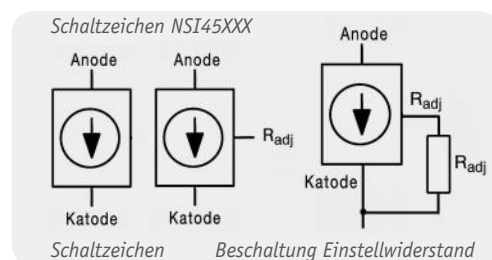 Schaltzeichen NSI45XXX
Anode Anode Anode
R_adj
R_adj
R_adj
Katode
Katode Katode
Schaltzeichen Beschaltung Einstellwiderstand